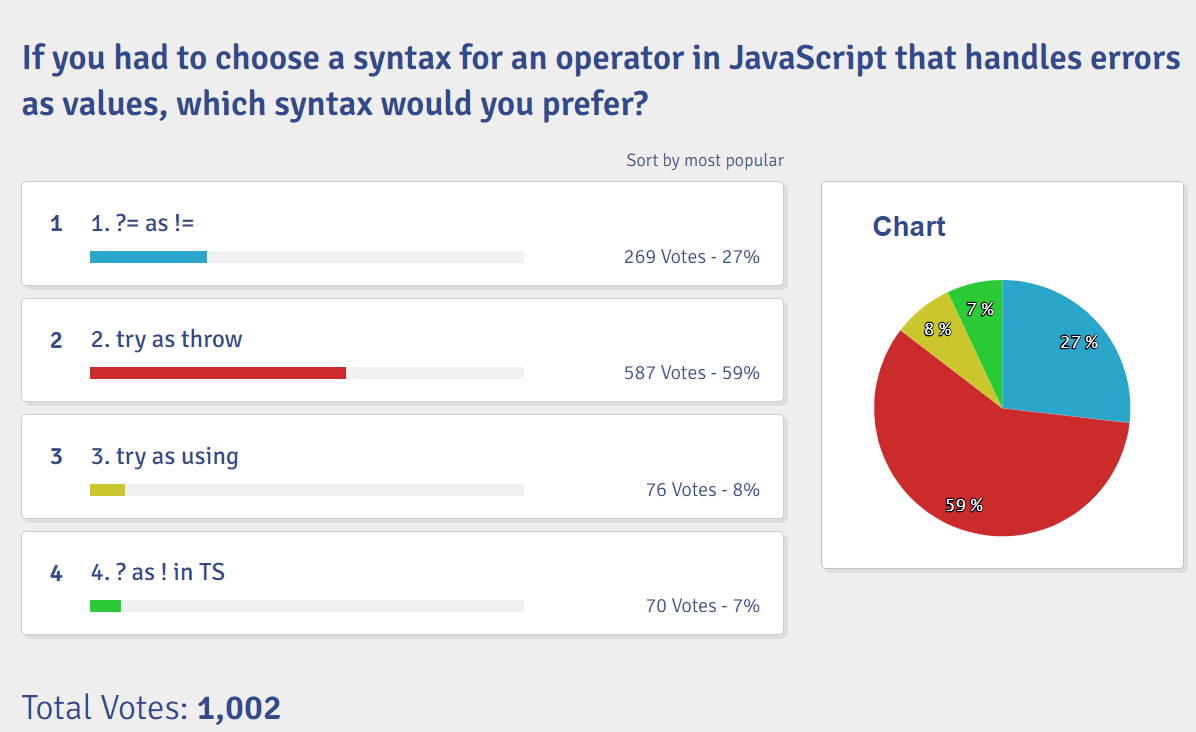 If you had to choose a syntax for an operator in JavaScript that handles errors
as values, which syntax would you prefer?
Sort by most popular
1 1. ?= as !=
269 Votes - 27%
2 2. try as throw
587 Votes - 59%
3 3. try as using
76 Votes - 8%
4 4. ? as ! in TS
70 Votes - 7%
Chart
7 %
8 %
27 %
59 %
Total Votes: 1,002